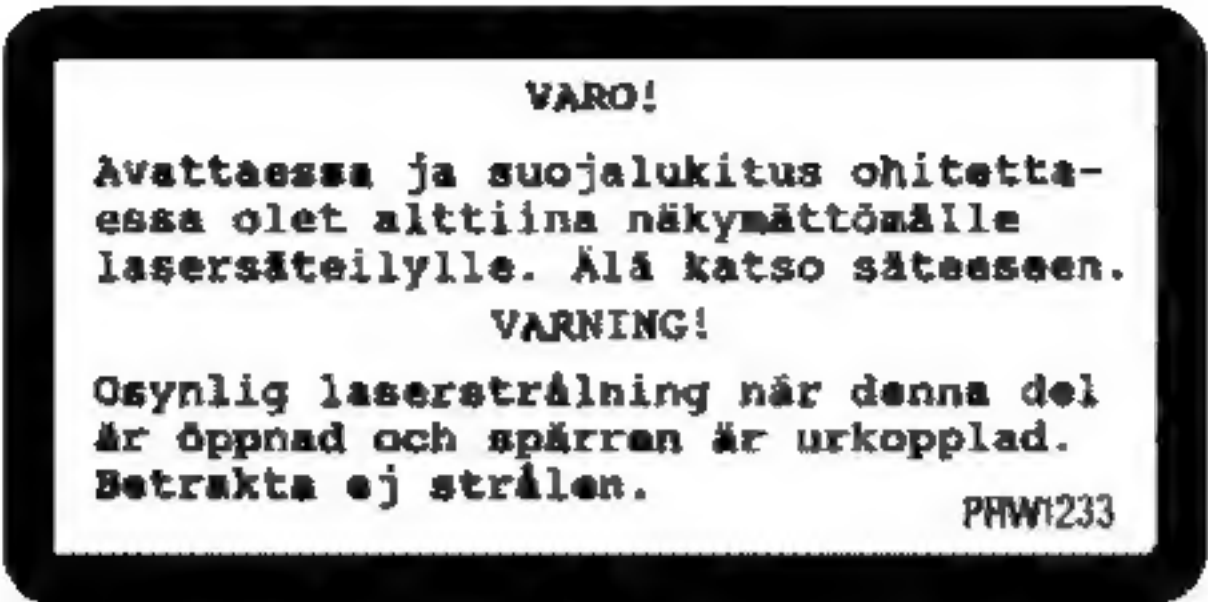 VARO!
Avattaessa ja suojalukitus ohitetta-
essa olet alttiina näkymättömälle
lasersäteilylle. Älä katso säteeseen.
VARNING!
Osynlig laserstrålning när denna del
är öppnad och spärren är urkopplad.
Betrakta ej strålen.
PRW1233